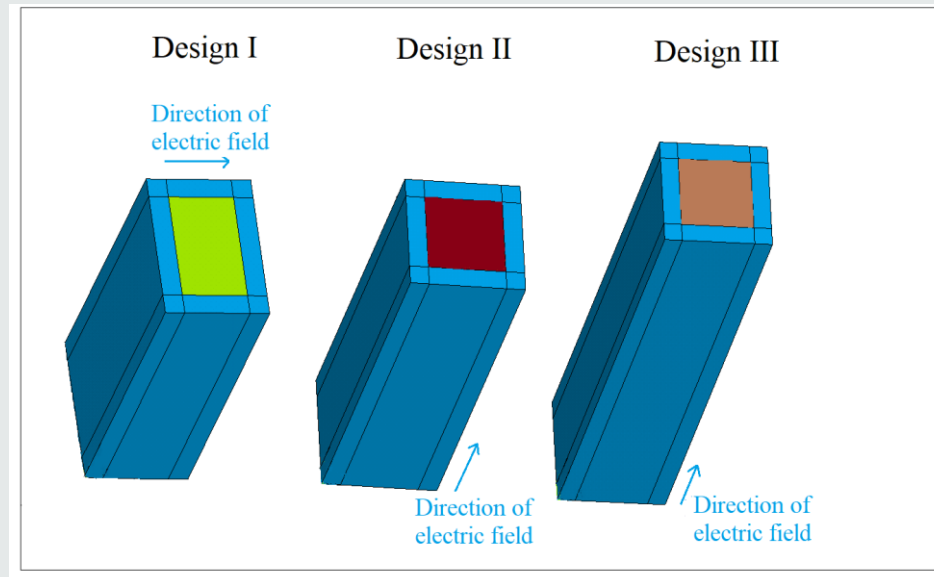 Design I
Design II
Design III
Direction of
electric field
Direction of
electric field
Direction of
electric field